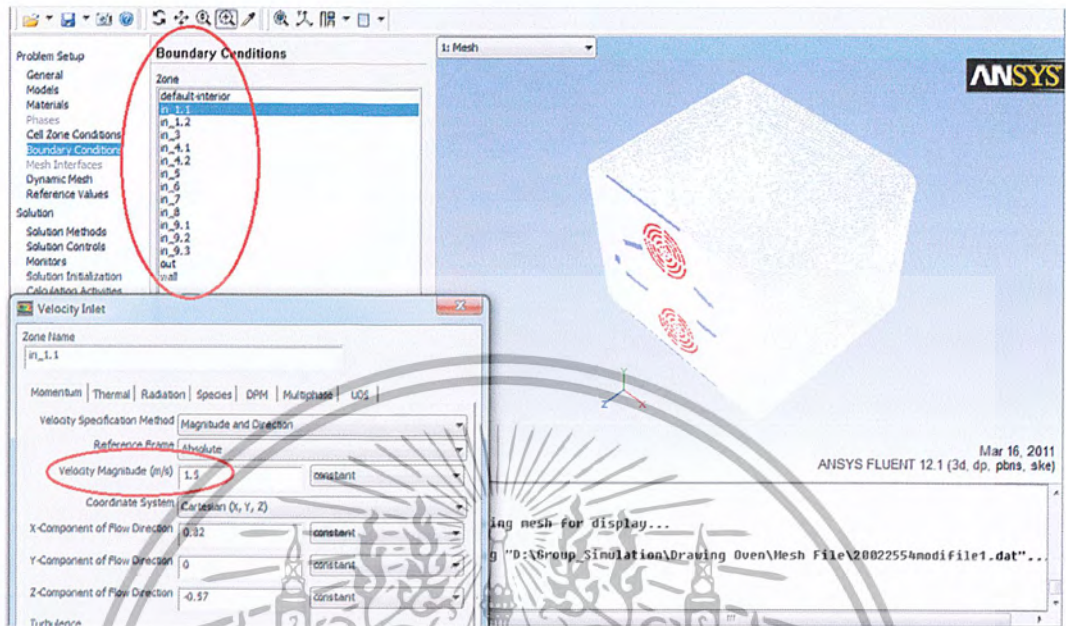 Problem Setup
General
Models
Materials
Phases
Cell Zone Conditions
Boundary Conditions
Mesh Interfaces
Dynamic Mesh
Reference Values
Solution
Solution Methods
Solution Controls
Monitors
Solution Initialization
Calculation Activities
Boundary Conditions
Zone
default-interior
in_1.1
in_1.2
in_3
in_4.1
in_4.2
in_5
in_6
in_7
in_8
in_9.1
in_9.2
in_9.3
out
wall
1: Mesh
ANSYS
Mar 16, 2011
ANSYS FLUENT 12.1 (3d, dp, pbns, ske)
Velocity Inlet
Zone Name
in_1.1
Momentum Thermal Radiation Species DPM Multiphase UDS
Velocity Specification Method Magnitude and Direction
Reference Frame Absolute
Velocity Magnitude (m/s) 1.5 constant
Coordinate System Cartesian (X, Y, Z)
X-Component of Flow Direction 0.82 constant
Y-Component of Flow Direction 0 constant
Z-Component of Flow Direction -0.57 constant
Turbulence
ing mesh for display...
g "D:\Group_Simulation\Drawing Oven\Mesh File\20022554modifile1.dat"...